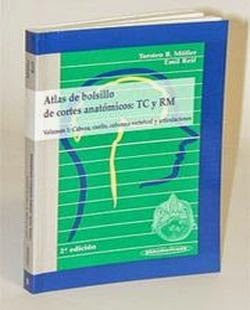 Torsten B. Möller
Emil Reif
Atlas de bolsillo
de cortes anatómicos: TC y RM
Volumen 1: Cabeza, cuello, columna vertebral y articulaciones
2ª edición